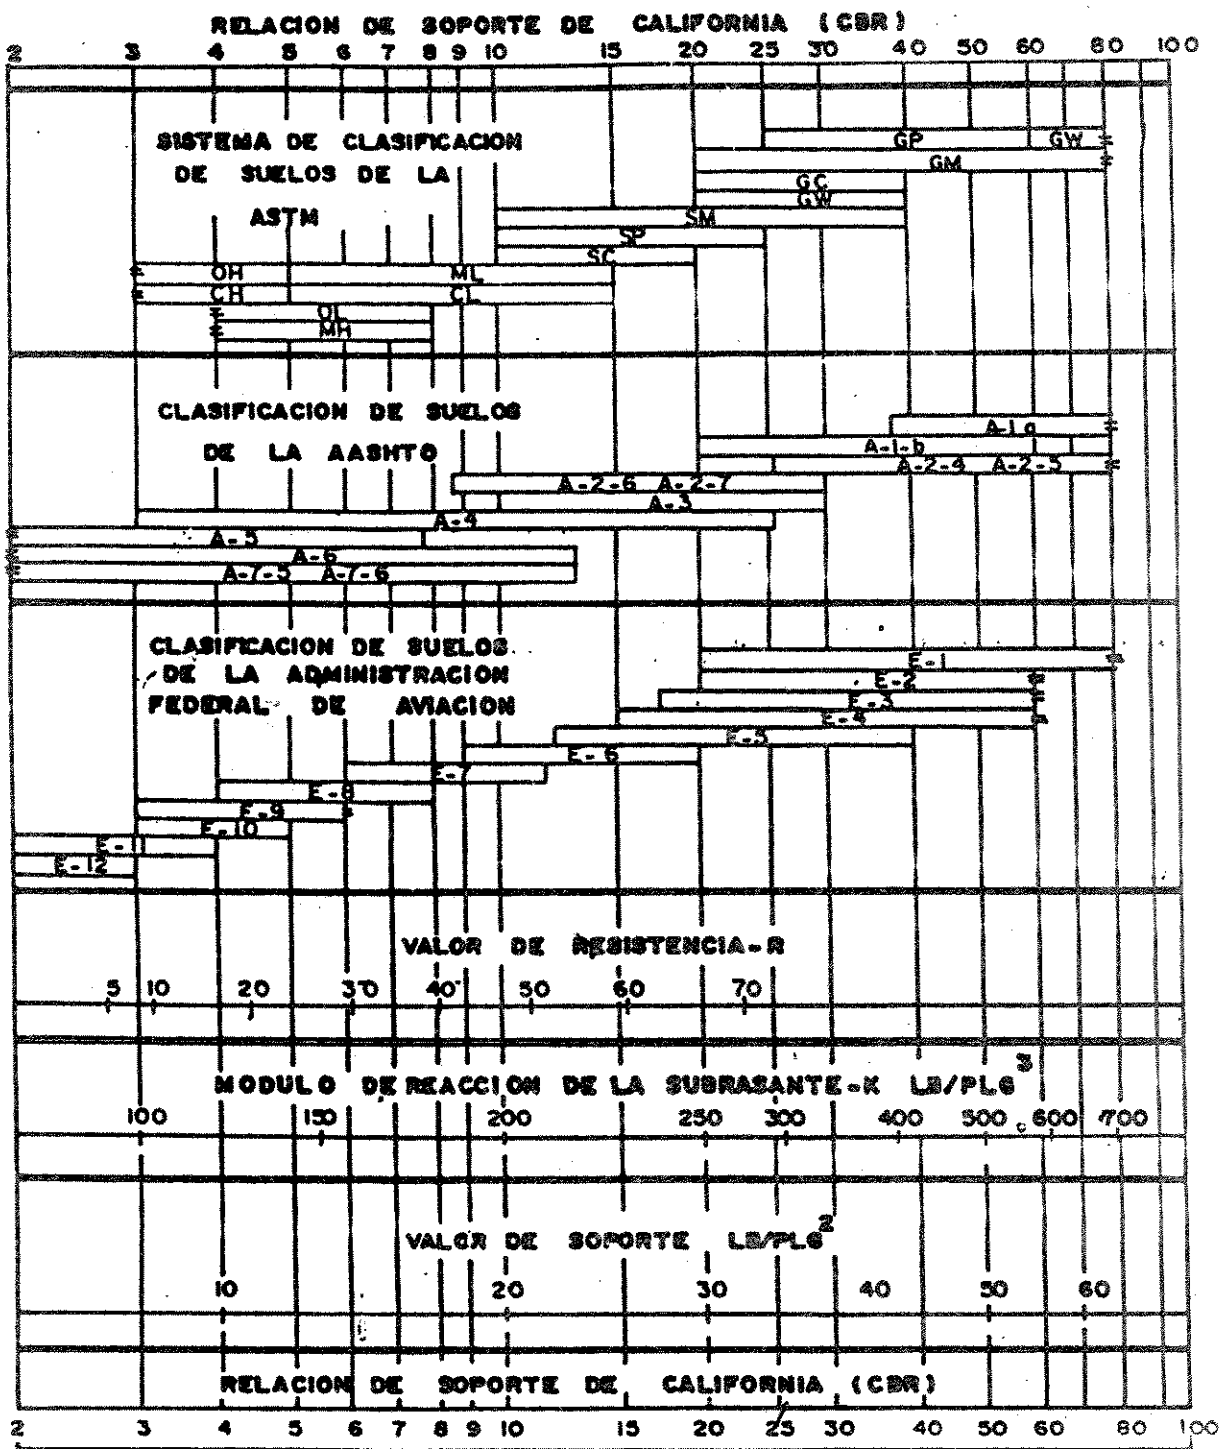 RELACION DE SOPORTE DE CALIFORNIA (CBR)
2 3 4 5 6 7 8 9 10 15 20 25 30 40 50 60 80 100
SISTEMA DE CLASIFICACION
DE SUELOS DE LA
ASTM
GP GW
GM
GC
GW
SM
SP
SC
OH ML
CH CL
OL
MH
CLASIFICACION DE SUELOS
DE LA AASHTO
A-1a
A-1-b
A-2-4 A-2-5
A-2-6 A-2-7
A-3
A-4
A-5
A-6
A-7-5 A-7-6
CLASIFICACION DE SUELOS
DE LA ADMINISTRACION
FEDERAL DE AVIACION
E-1
E-2
E-3
E-4
E-5
E-6
E-7
E-8
E-9
E-10
E-11
E-12
VALOR DE RESISTENCIA-R
5 10 20 30 40 50 60 70
MODULO DE REACCION DE LA SUBRASANTE-K LB/PLG³
100 150 200 250 300 400 500 600 700
VALOR DE SOPORTE LB/PLG²
10 20 30 40 50 60
RELACION DE SOPORTE DE CALIFORNIA (CBR)
2 3 4 5 6 7 8 9 10 15 20 25 30 40 50 60 80 100